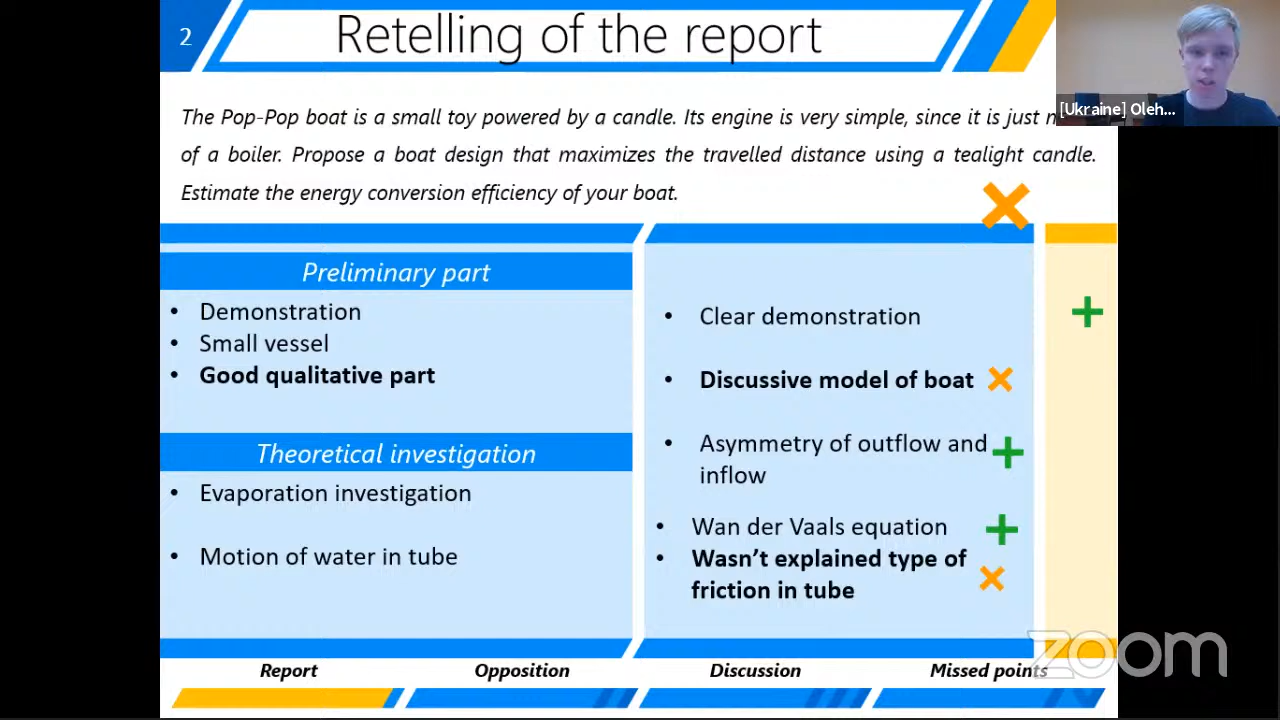 2
Retelling of the report
[Ukraine] Oleh...
The Pop-Pop boat is a small toy powered by a candle. Its engine is very simple, since it is just
of a boiler. Propose a boat design that maximizes the travelled distance using a tealight candle.
Estimate the energy conversion efficiency of your boat.
Preliminary part
• Demonstration
• Small vessel
• Good qualitative part
Theoretical investigation
• Evaporation investigation
• Motion of water in tube
• Clear demonstration
• Discussive model of boat
• Asymmetry of outflow and
inflow
• Wan der Vaals equation
• Wasn't explained type of
friction in tube
Report
Opposition
Discussion
Missed points
zoom